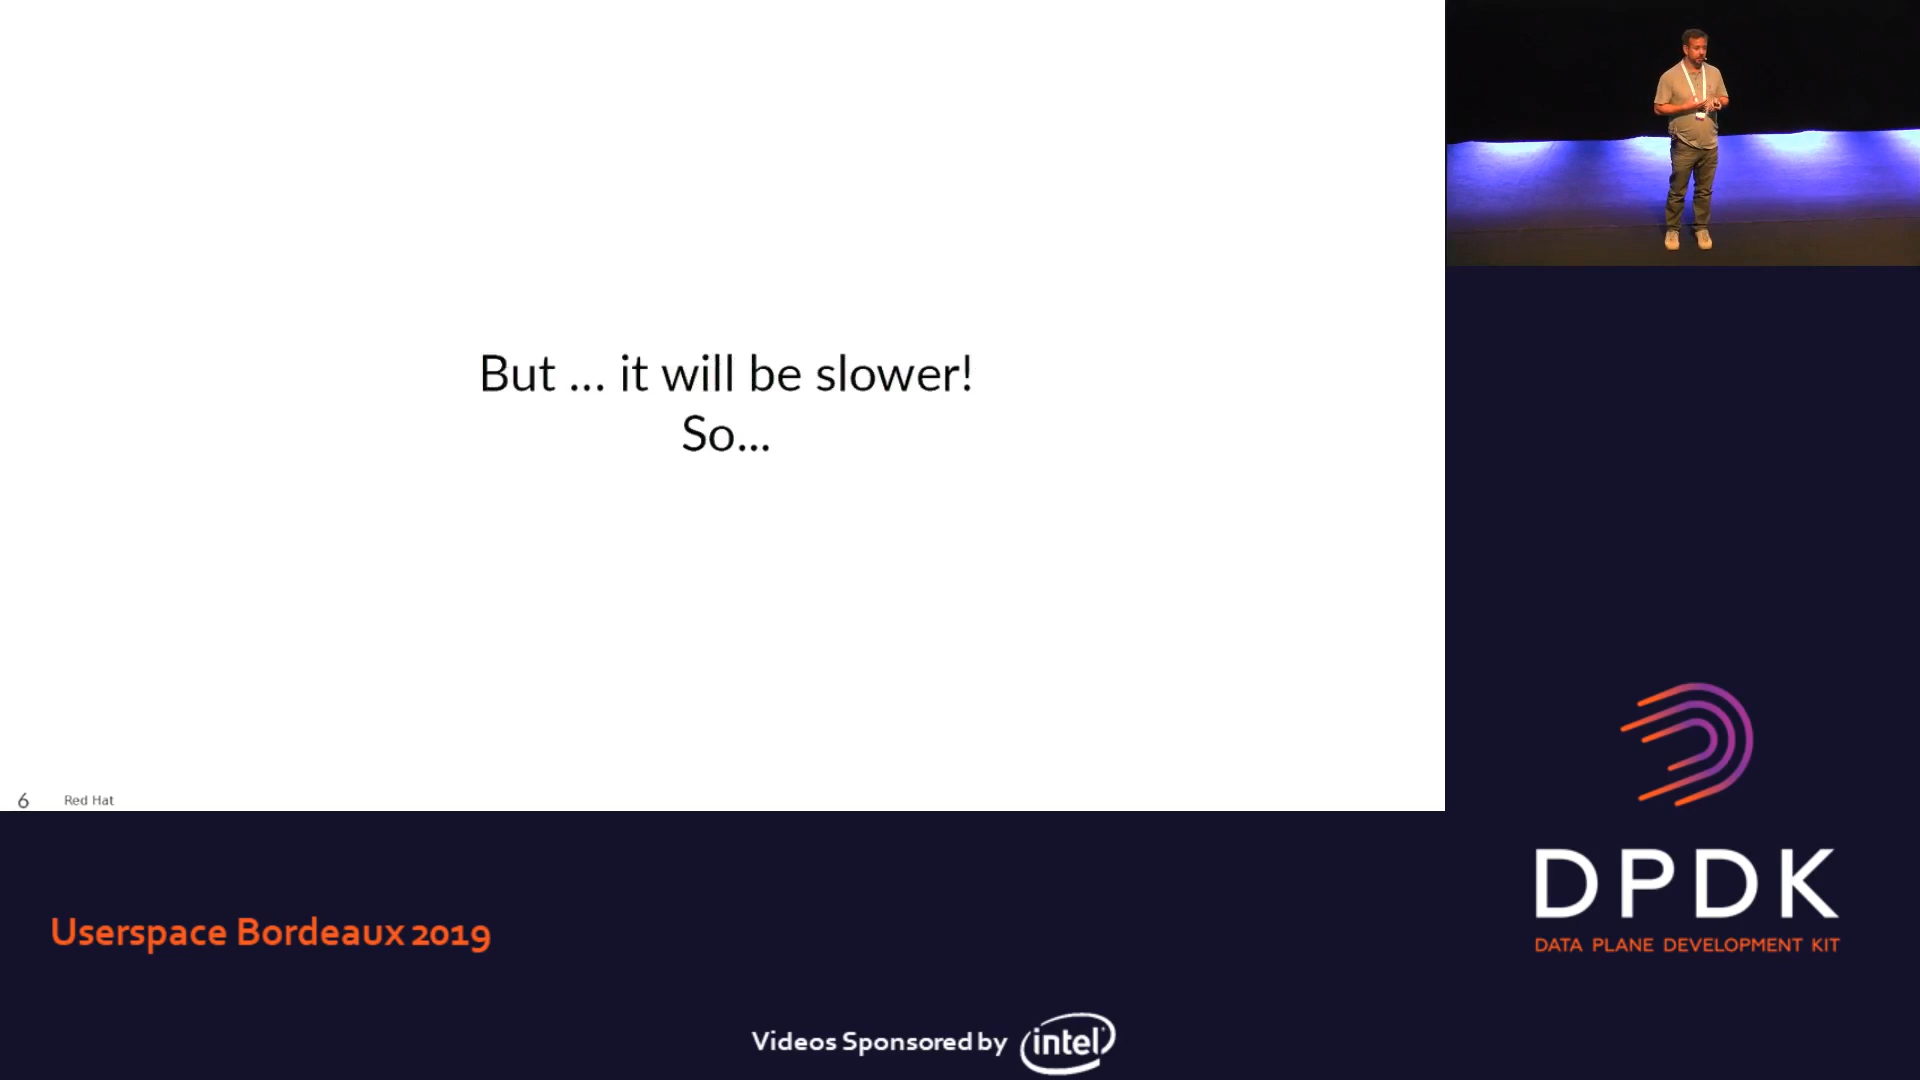 But ... it will be slower!
So...
6 Red Hat
Userspace Bordeaux 2019
DPDK
DATA PLANE DEVELOPMENT KIT
Videos Sponsored by intel